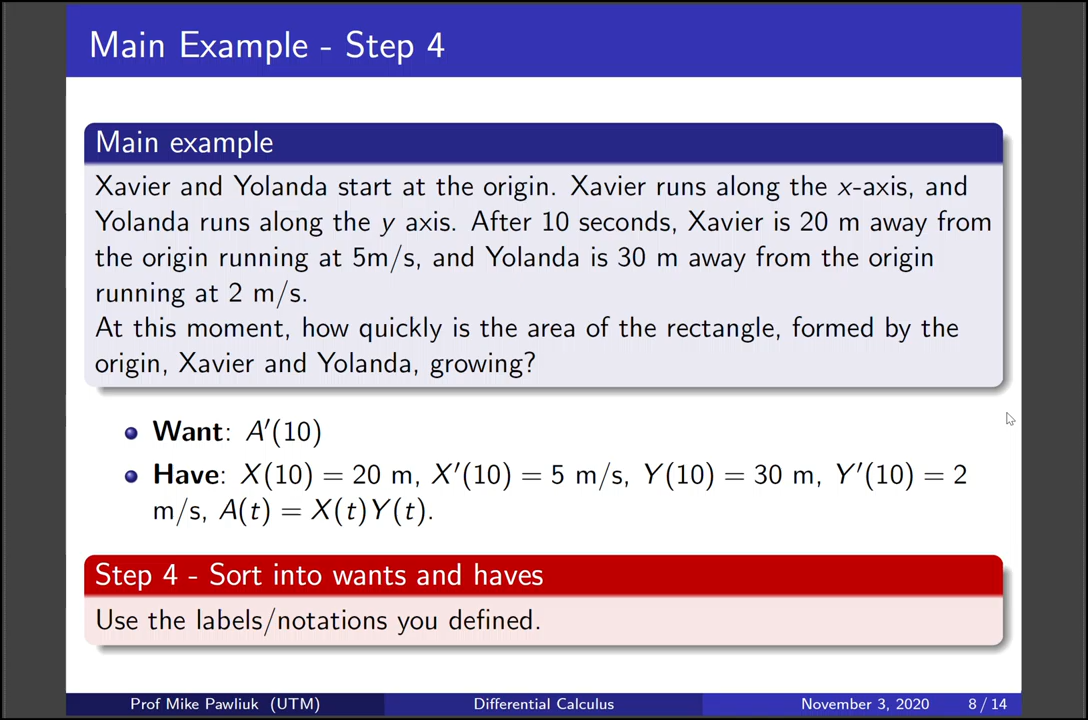 Main Example - Step 4
Main example
Xavier and Yolanda start at the origin. Xavier runs along the x-axis, and
Yolanda runs along the y axis. After 10 seconds, Xavier is 20 m away from
the origin running at 5m/s, and Yolanda is 30 m away from the origin
running at 2 m/s.
At this moment, how quickly is the area of the rectangle, formed by the
origin, Xavier and Yolanda, growing?
Want: A′(10)
Have: X(10) = 20 m, X′(10) = 5 m/s, Y(10) = 30 m, Y′(10) = 2
m/s, A(t) = X(t)Y(t).
Step 4 - Sort into wants and haves
Use the labels/notations you defined.
Prof Mike Pawliuk (UTM) Differential Calculus November 3, 2020 8 / 14